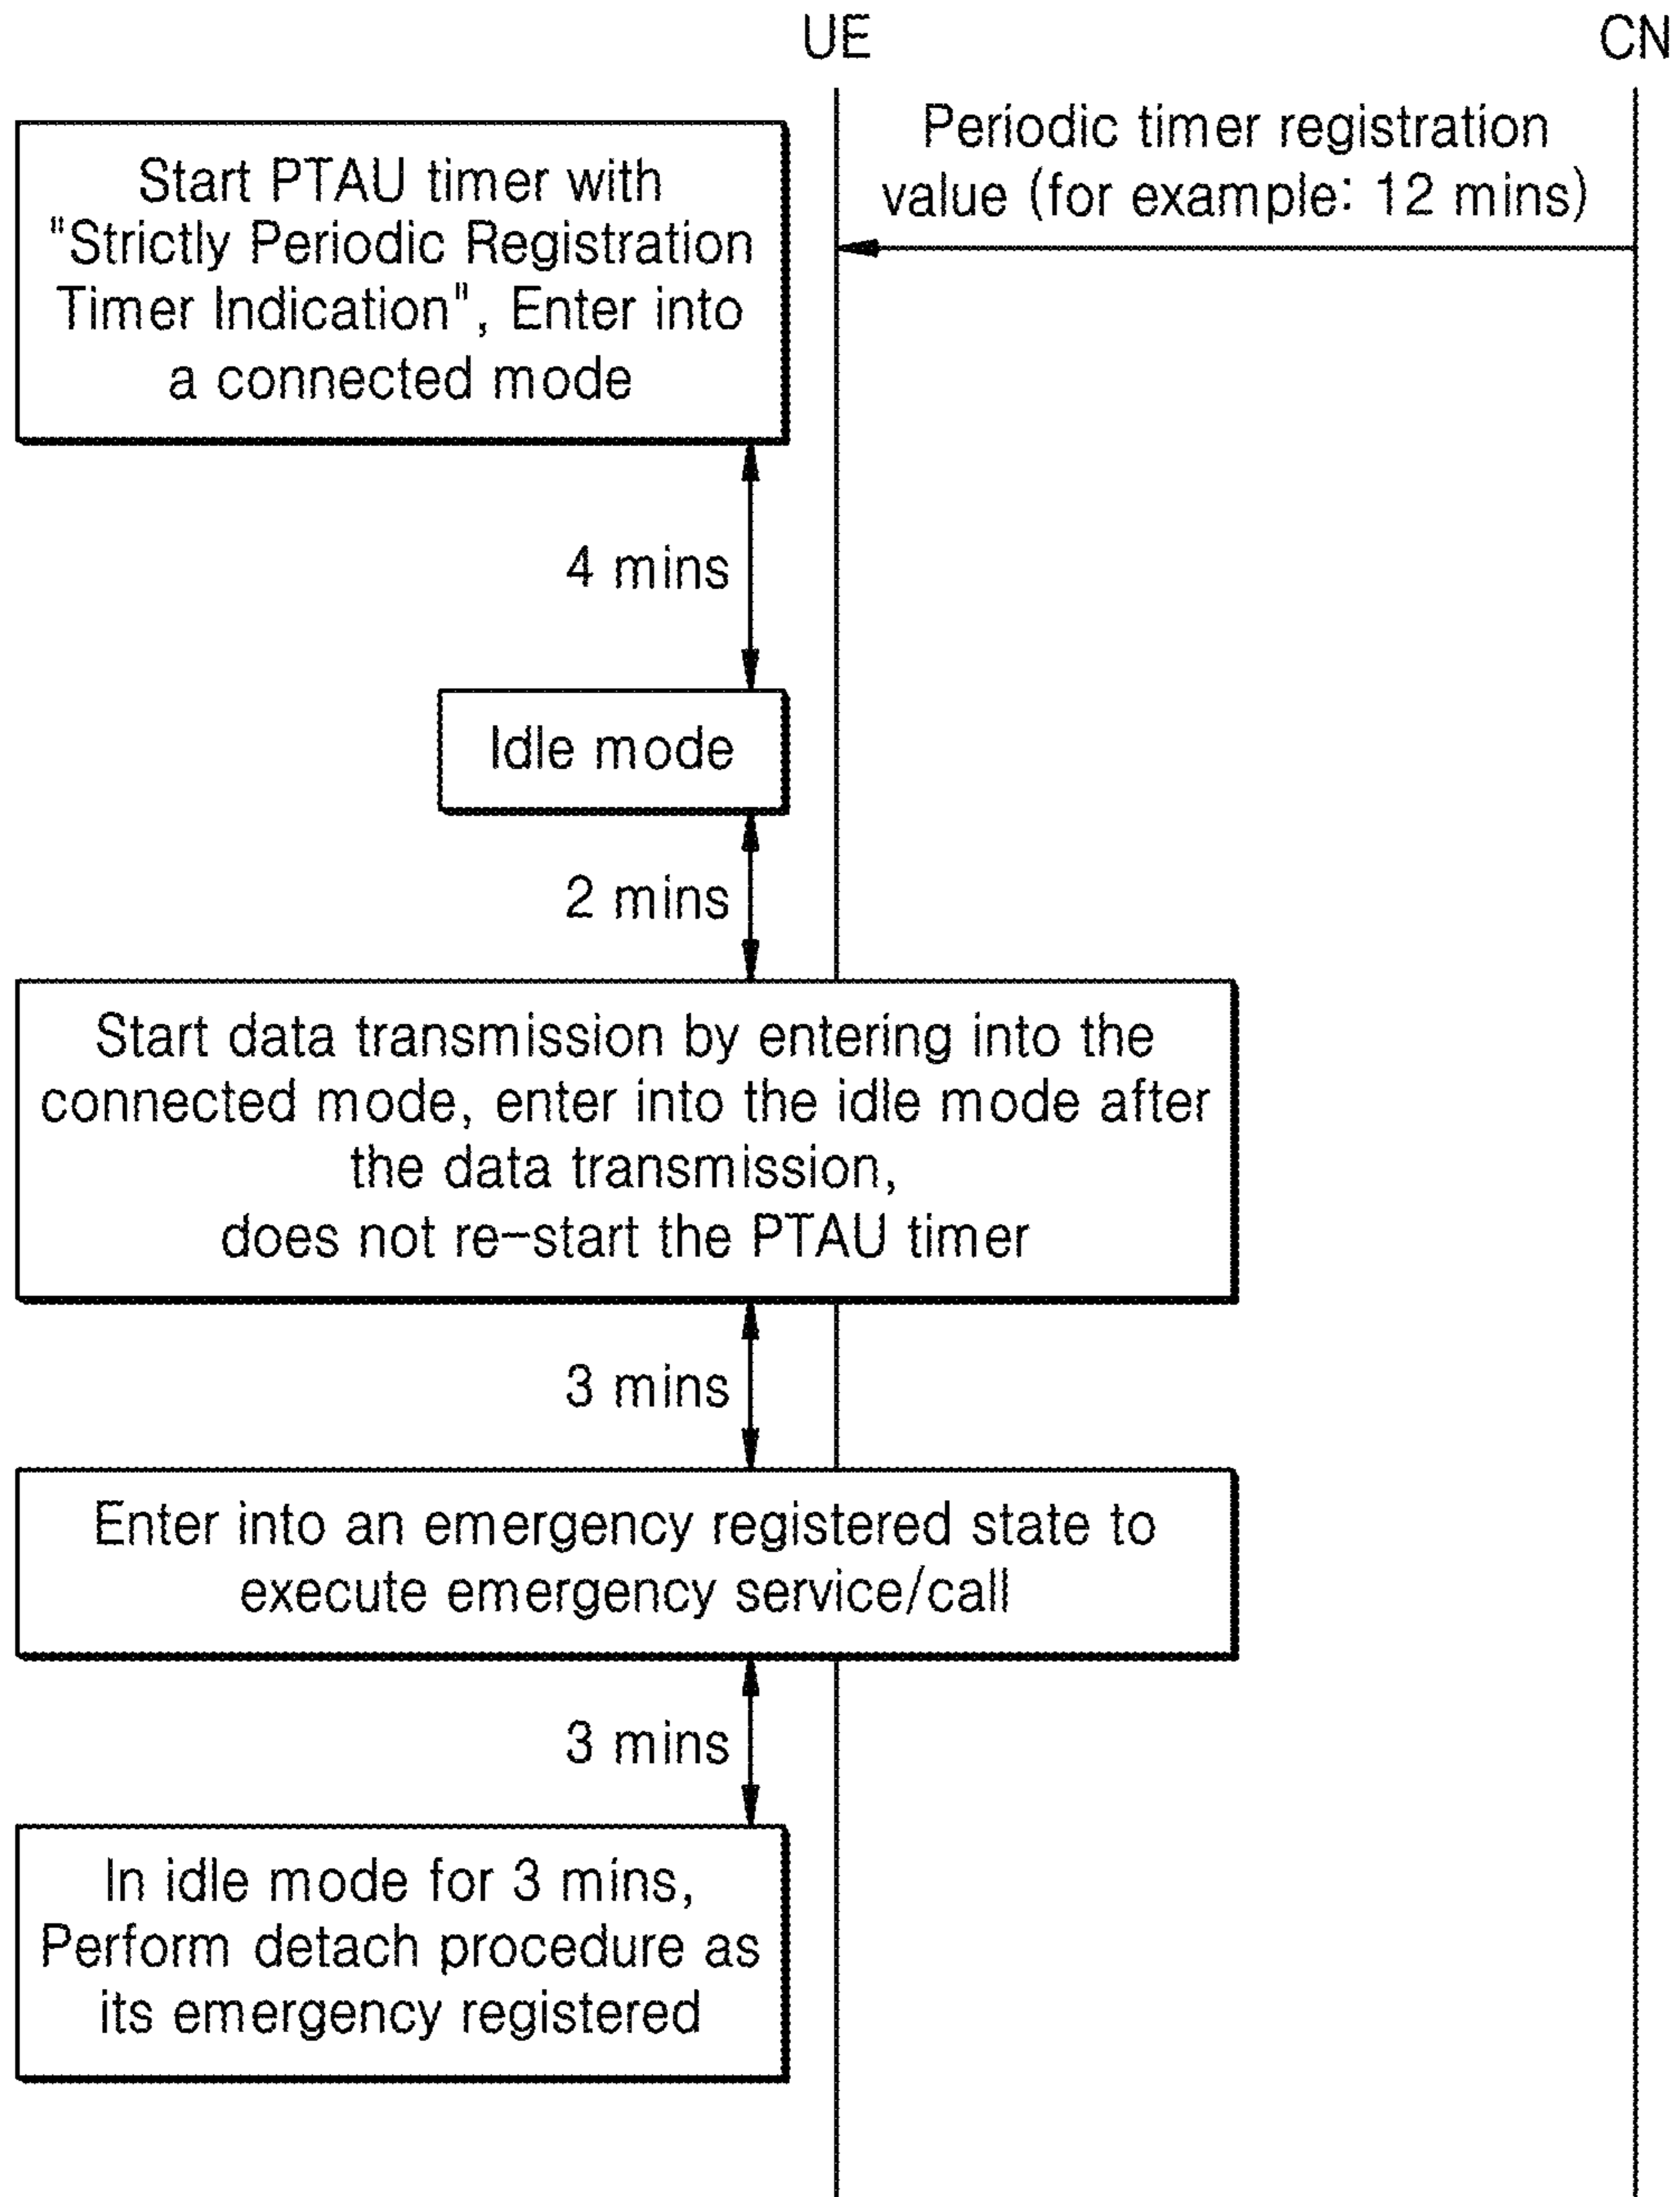 UE
CN
Periodic timer registration
value (for example: 12 mins)
Start PTAU timer with
"Strictly Periodic Registration
Timer Indication", Enter into
a connected mode
4 mins
Idle mode
2 mins
Start data transmission by entering into the
connected mode, enter into the idle mode after
the data transmission,
does not re-start the PTAU timer
3 mins
Enter into an emergency registered state to
execute emergency service/call
3 mins
In idle mode for 3 mins,
Perform detach procedure as
its emergency registered